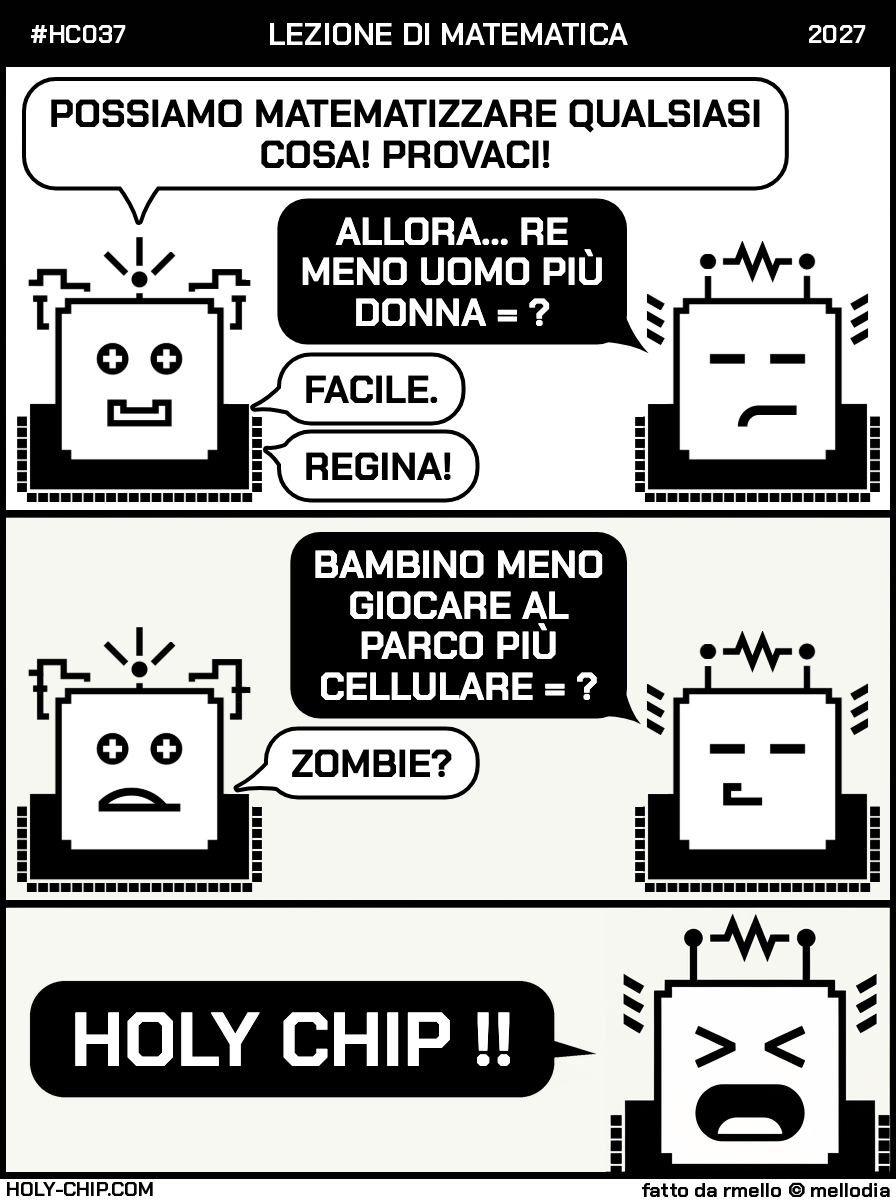 #HC037
LEZIONE DI MATEMATICA
2027
POSSIAMO MATEMATIZZARE QUALSIASI
COSA! PROVACI!
ALLORA... RE
MENO UOMO PIÙ
DONNA = ?
FACILE.
REGINA!
BAMBINO MENO
GIOCARE AL
PARCO PIÙ
CELLULARE = ?
ZOMBIE?
HOLY CHIP !!
HOLY-CHIP.COM
fatto da rmello © mellodia